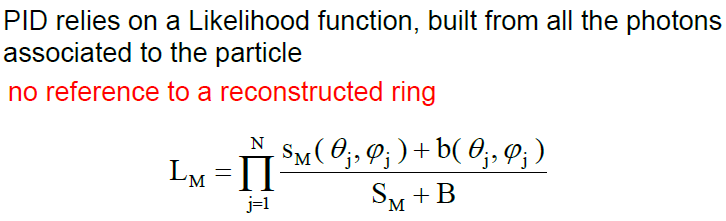 PID relies on a Likelihood function, built from all the photons
associated to the particle
no reference to a reconstructed ring
L_M = ∏_{j=1}^{N} \frac{s_M( θ_j, φ_j ) + b( θ_j, φ_j )}{S_M + B}